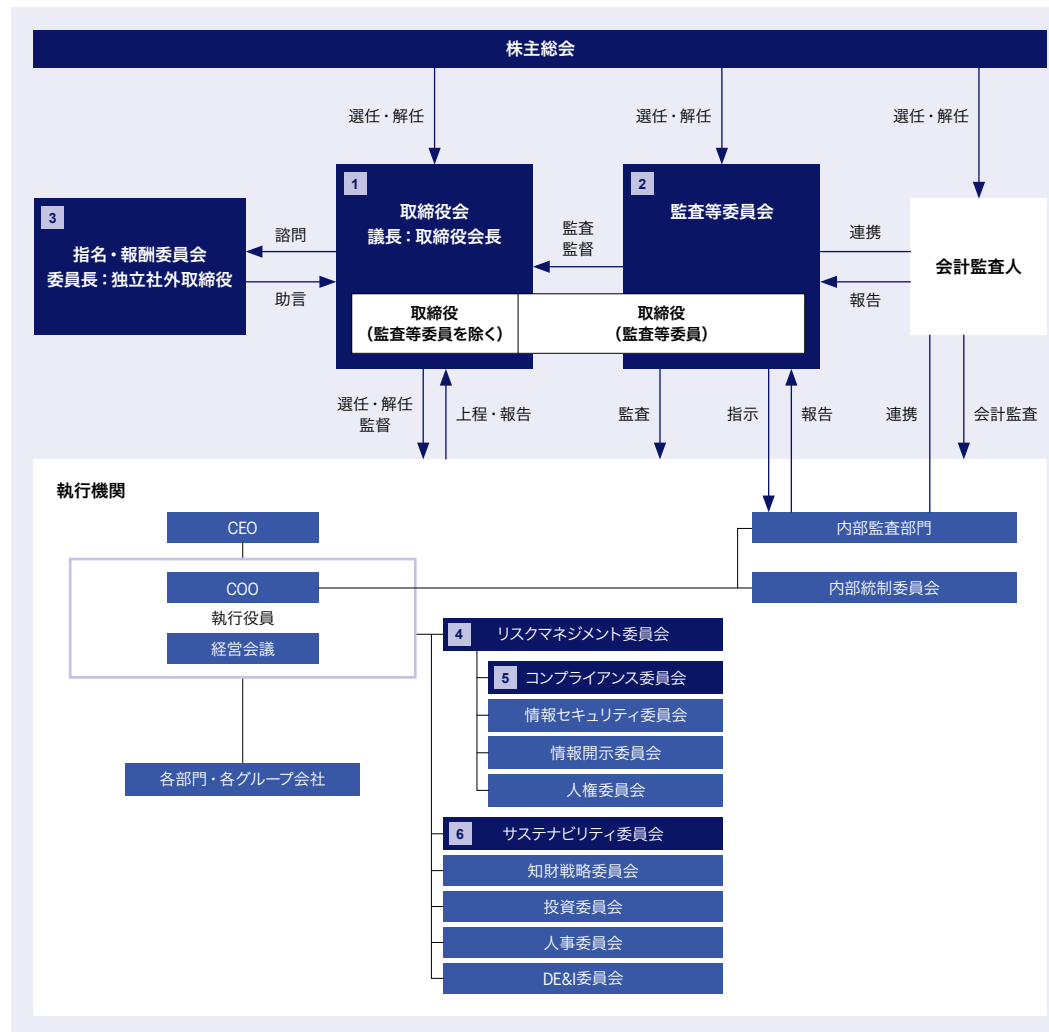 株主総会
選任・解任
選任・解任
選任・解任
1
取締役会
議長：取締役会長
2
監査等委員会
3
指名・報酬委員会
委員長：独立社外取締役
諮問
助言
監査
監督
連携
報告
会計監査人
取締役
（監査等委員を除く）
取締役
（監査等委員）
選任・解任
監督
上程・報告
監査
指示
報告
連携
会計監査
執行機関
CEO
COO
執行役員
経営会議
各部門・各グループ会社
内部監査部門
内部統制委員会
4
リスクマネジメント委員会
5
コンプライアンス委員会
情報セキュリティ委員会
情報開示委員会
人権委員会
6
サステナビリティ委員会
知財戦略委員会
投資委員会
人事委員会
DE&I委員会